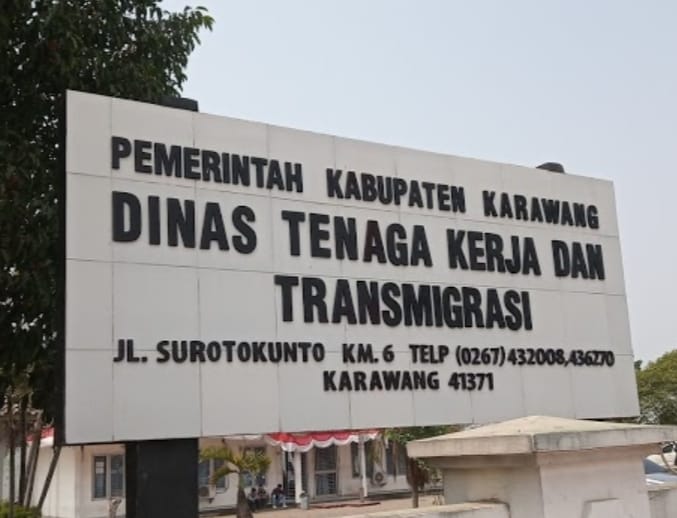 PEMERINTAH KABUPATEN KARAWANG
DINAS TENAGA KERJA DAN
TRANSMIGRASI
JL. SUROTOKUNTO KM. 6 TELP (0267) 432008,436270
KARAWANG 41371